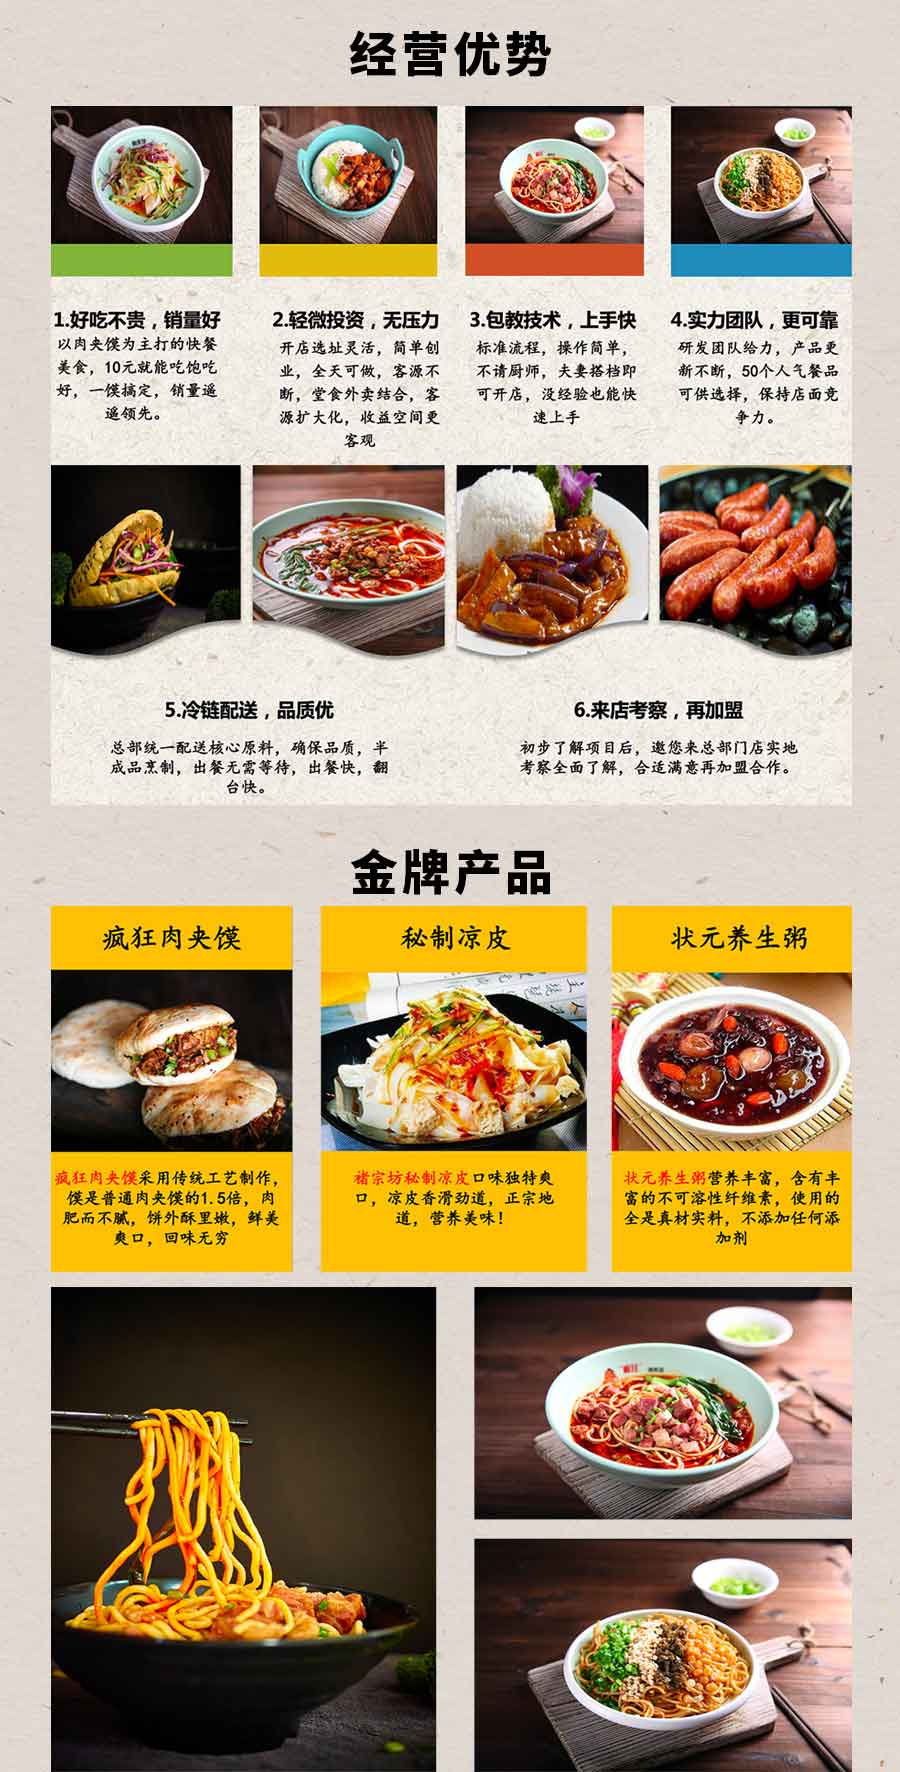 经营优势
1.好吃不贵，销量好
以肉夹馍为主打的快餐
美食，10元就能吃饱吃
好，一馍搞定，销量遥
遥领先。
2.轻微投资，无压力
开店选址灵活，简单创
业，全天可做，客源不
断，堂食外卖结合，客
源扩大化，收益空间更
客观
3.包教技术，上手快
标准流程，操作简单，
不请厨师，夫妻搭档即
可开店，没经验也能快
速上手
4.实力团队，更可靠
研发团队给力，产品更
新不断，50个人气餐品
可供选择，保持店面竞
争力。
5.冷链配送，品质优
总部统一配送核心原料，确保品质，半
成品烹制，出餐无需等待，出餐快，翻
台快。
6.来店考察，再加盟
初步了解项目后，邀您来总部门店实地
考察全面了解，合适满意再加盟合作。
金牌产品
疯狂肉夹馍
疯狂肉夹馍采用传统工艺制作，
馍是普通肉夹馍的1.5倍，肉
肥而不腻，饼外酥里嫩，鲜美
爽口，回味无穷
秘制凉皮
褚宗坊秘制凉皮口味独特爽
口，凉皮香滑劲道，正宗地
道，营养美味！
状元养生粥
状元养生粥营养丰富，含有丰
富的不可溶性纤维素，使用的
全是真材实料，不添加任何添
加剂